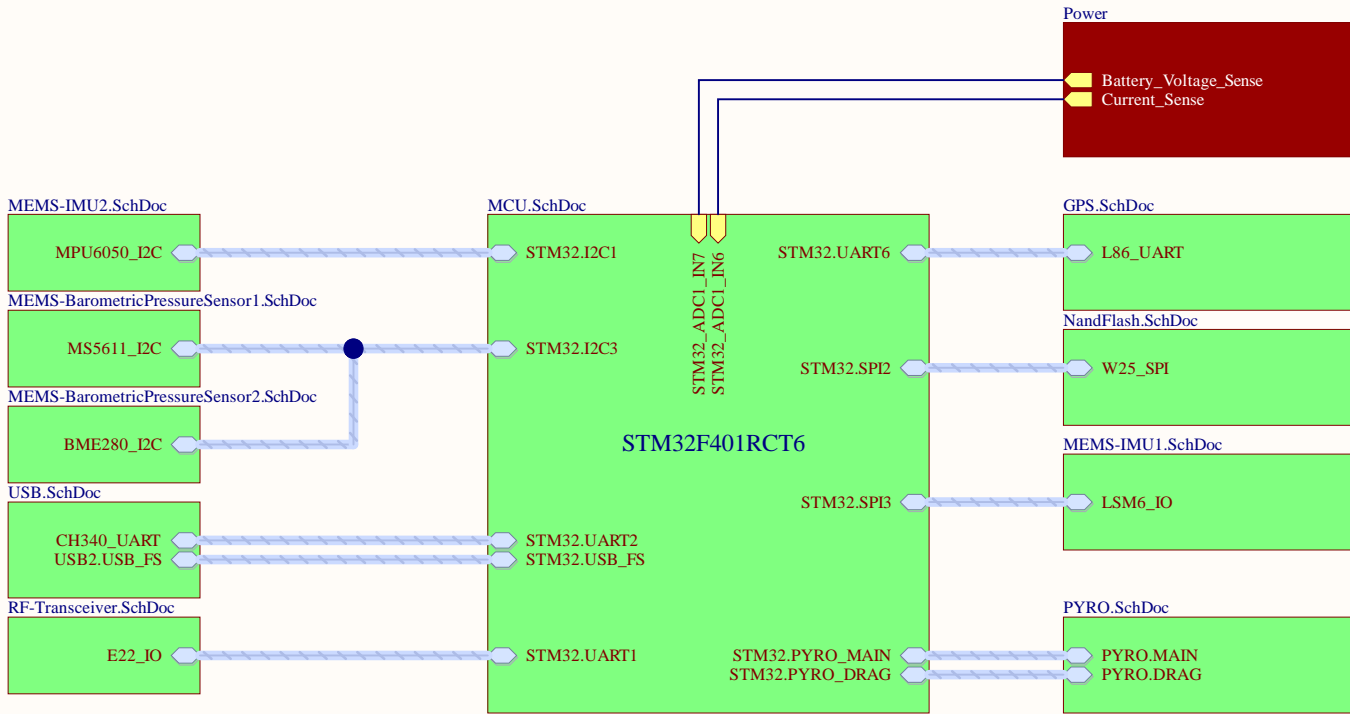 Power
Battery_Voltage_Sense
Current_Sense
MEMS-IMU2.SchDoc
MPU6050_I2C
MEMS-BarometricPressureSensor1.SchDoc
MS5611_I2C
MEMS-BarometricPressureSensor2.SchDoc
BME280_I2C
USB.SchDoc
CH340_UART
USB2.USB_FS
RF-Transceiver.SchDoc
E22_IO
MCU.SchDoc
STM32.I2C1
STM32.I2C3
STM32.UART2
STM32.USB_FS
STM32.UART1
STM32_ADC1_IN7
STM32_ADC1_IN6
STM32F401RCT6
STM32.UART6
STM32.SPI2
STM32.SPI3
STM32.PYRO_MAIN
STM32.PYRO_DRAG
GPS.SchDoc
L86_UART
NandFlash.SchDoc
W25_SPI
MEMS-IMU1.SchDoc
LSM6_IO
PYRO.SchDoc
PYRO.MAIN
PYRO.DRAG